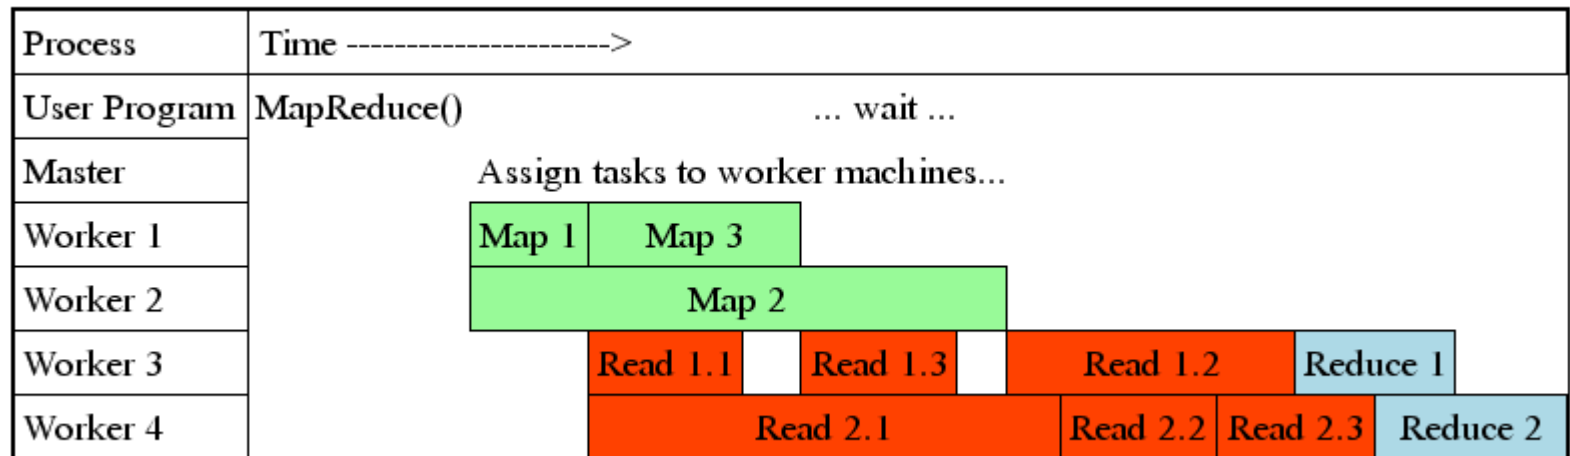 Process Time ---------------------->
User Program MapReduce() ... wait ...
Master Assign tasks to worker machines...
Worker 1 Map 1 Map 3
Worker 2 Map 2
Worker 3 Read 1.1 Read 1.3 Read 1.2 Reduce 1
Worker 4 Read 2.1 Read 2.2 Read 2.3 Reduce 2